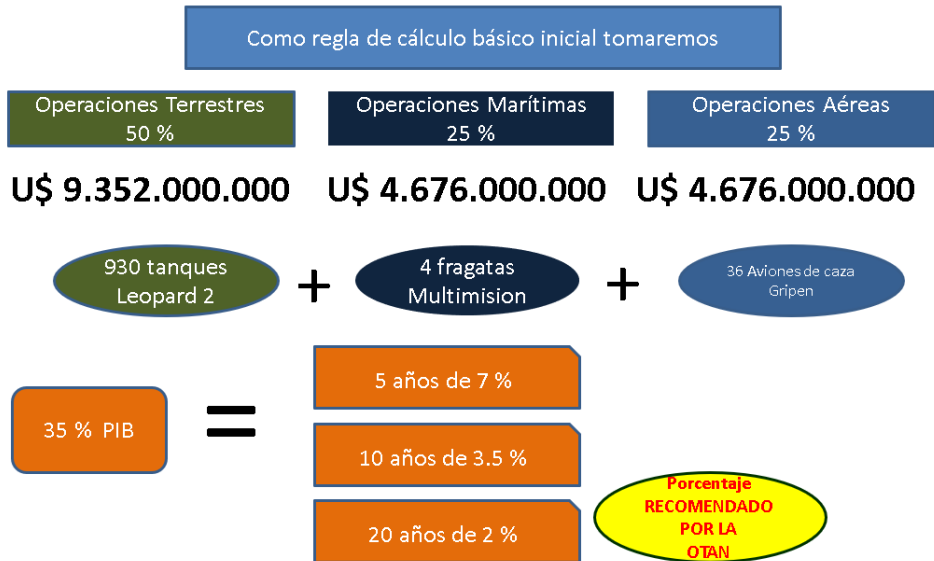 Como regla de cálculo básico inicial tomaremos
Operaciones Terrestres
50 %
Operaciones Marítimas
25 %
Operaciones Aéreas
25 %
U$ 9.352.000.000
U$ 4.676.000.000
U$ 4.676.000.000
930 tanques
Leopard 2
+
4 fragatas
Multimision
+
36 Aviones de caza
Gripen
35 % PIB
=
5 años de 7 %
10 años de 3.5 %
20 años de 2 %
Porcentaje
RECOMENDADO
POR LA
OTAN